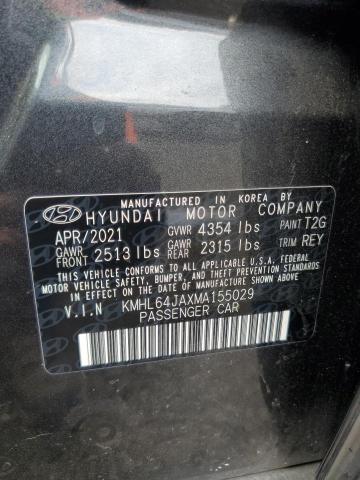 MANUFACTURED IN KOREA BY
HYUNDAI MOTOR COMPANY
APR/2021 GVWR 4354 lbs PAINT T2G
GAWR FRONT 2513 lbs GAWR REAR 2315 lbs TRIM REY
THIS VEHICLE CONFORMS TO ALL APPLICABLE U.S.A. FEDERAL
MOTOR VEHICLE SAFETY, BUMPER, AND THEFT PREVENTION
STANDARDS IN EFFECT ON THE DATE OF MANUFACTURE SHOWN ABOVE.
V.I.N KMHL64JAXMA155029
PASSENGER CAR